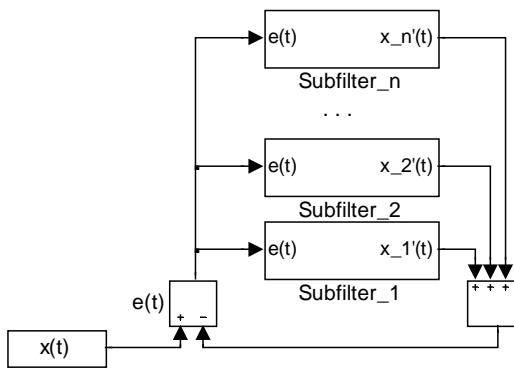 e(t) x_n'(t)
Subfilter_n
. . .
e(t) x_2'(t)
Subfilter_2
e(t) x_1'(t)
Subfilter_1
e(t)
+ −
+ + +
x(t)